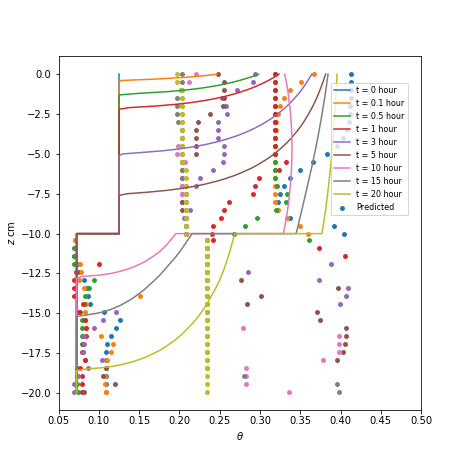 0.0
−2.5
−5.0
−7.5
−10.0
−12.5
−15.0
−17.5
−20.0
z cm
t = 0 hour
t = 0.1 hour
t = 0.5 hour
t = 1 hour
t = 3 hour
t = 5 hour
t = 10 hour
t = 15 hour
t = 20 hour
Predicted
0.05 0.10 0.15 0.20 0.25 0.30 0.35 0.40 0.45 0.50
θ